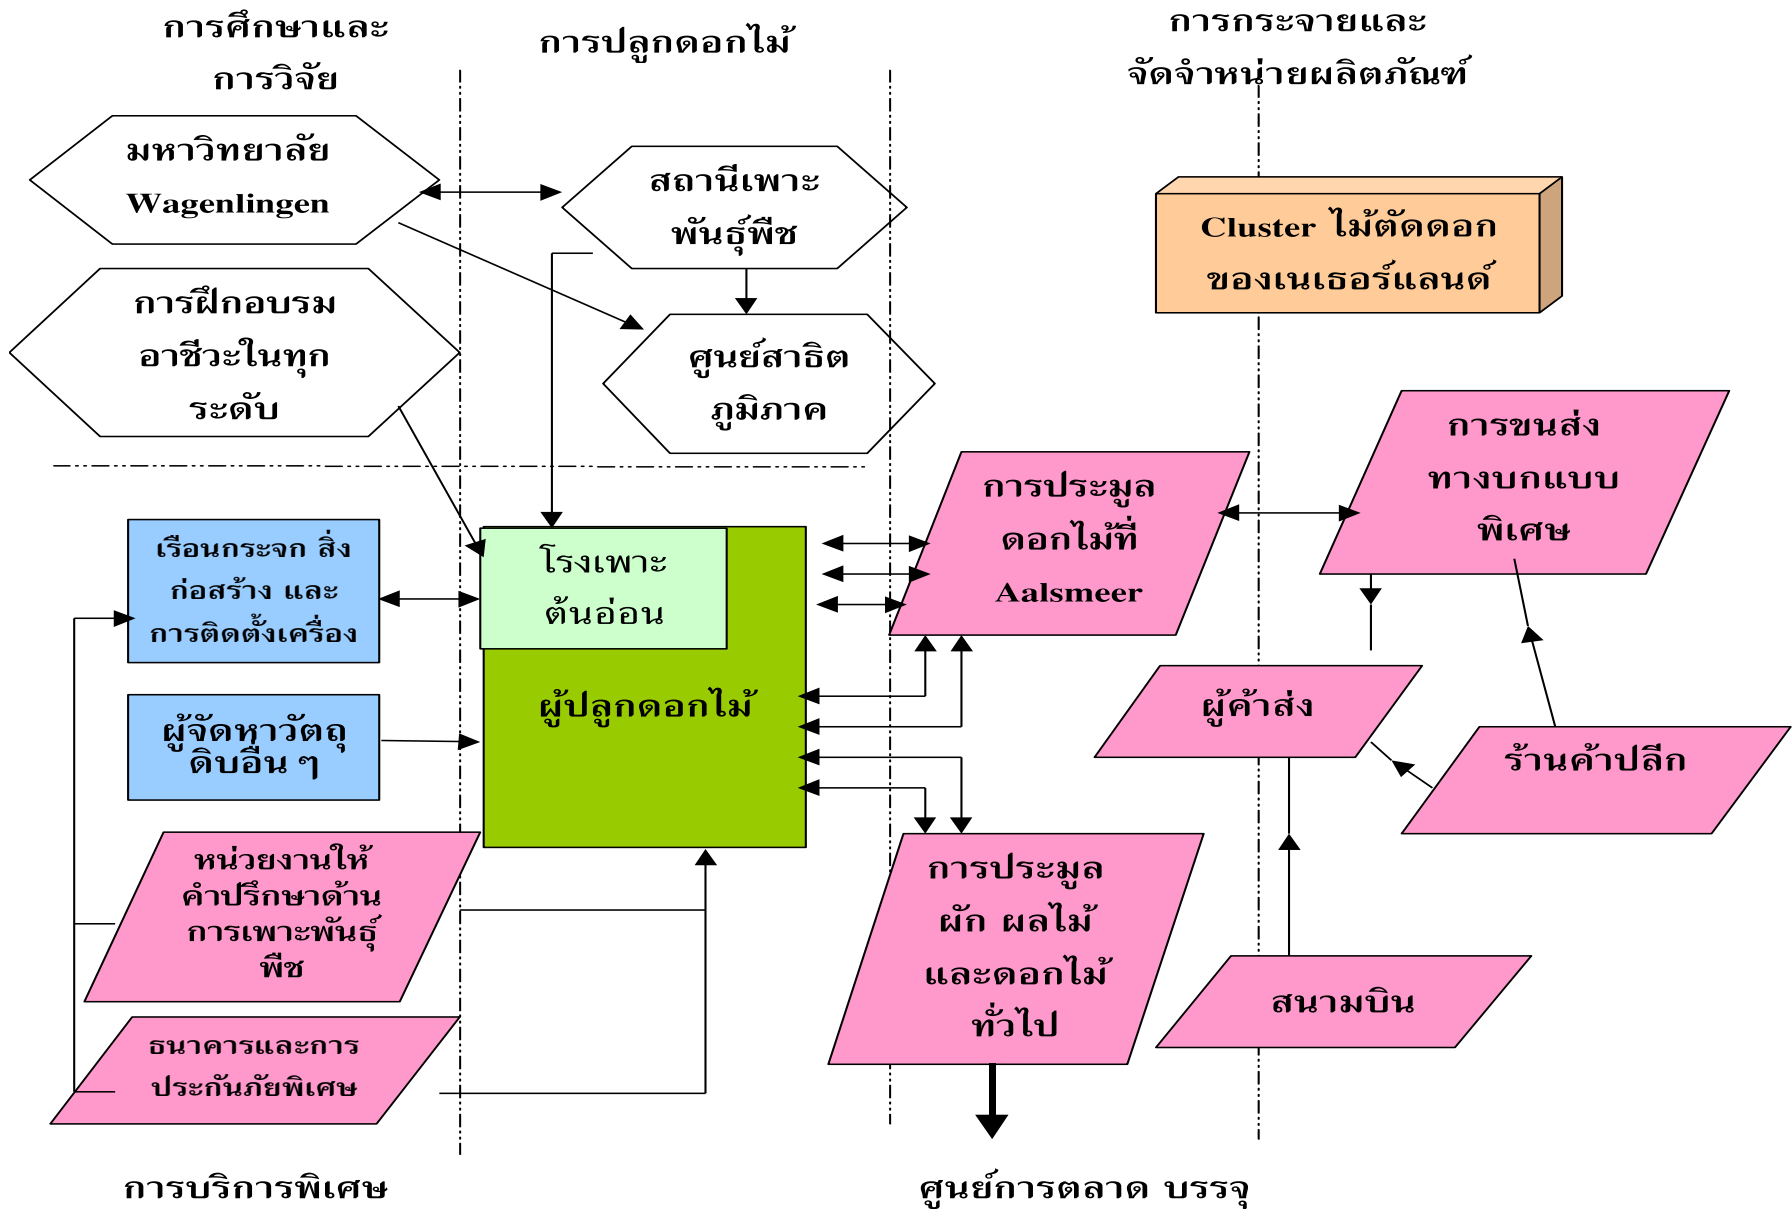 การศึกษาและ
การวิจัย
การปลูกดอกไม้
การกระจายและ
จัดจำหน่ายผลิตภัณฑ์
มหาวิทยาลัย
Wagenlingen
สถานีเพาะ
พันธุ์พืช
Cluster ไม้ตัดดอก
ของเนเธอร์แลนด์
การฝึกอบรม
อาชีวะในทุก
ระดับ
ศูนย์สาธิต
ภูมิภาค
การประมูล
ดอกไม้ที่
Aalsmeer
การขนส่ง
ทางบกแบบ
พิเศษ
เรือนกระจก สิ่ง
ก่อสร้าง และ
การติดตั้งเครื่อง
โรงเพาะ
ต้นอ่อน
ผู้ปลูกดอกไม้
ผู้จัดหาวัตถุ
ดิบอื่น ๆ
ผู้ค้าส่ง
ร้านค้าปลีก
หน่วยงานให้
คำปรึกษาด้าน
การเพาะพันธุ์
พืช
การประมูล
ผัก ผลไม้
และดอกไม้
ทั่วไป
สนามบิน
ธนาคารและการ
ประกันภัยพิเศษ
การบริการพิเศษ
ศูนย์การตลาด บรรจุ